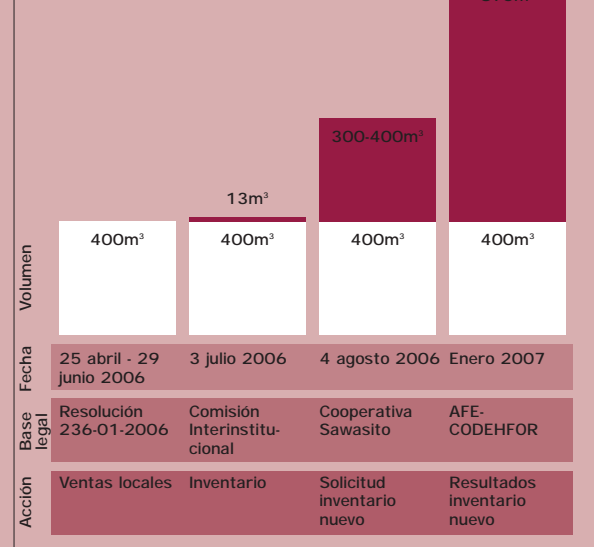 300-400m³
13m³
400m³ 400m³ 400m³ 400m³
Volumen
Fecha
25 abril - 29
junio 2006
3 julio 2006
4 agosto 2006
Enero 2007
Base
legal
Resolución
236-01-2006
Comisión
Interinstitu-
cional
Cooperativa
Sawasito
AFE-
CODEHFOR
Acción
Ventas locales
Inventario
Solicitud
inventario
nuevo
Resultados
inventario
nuevo